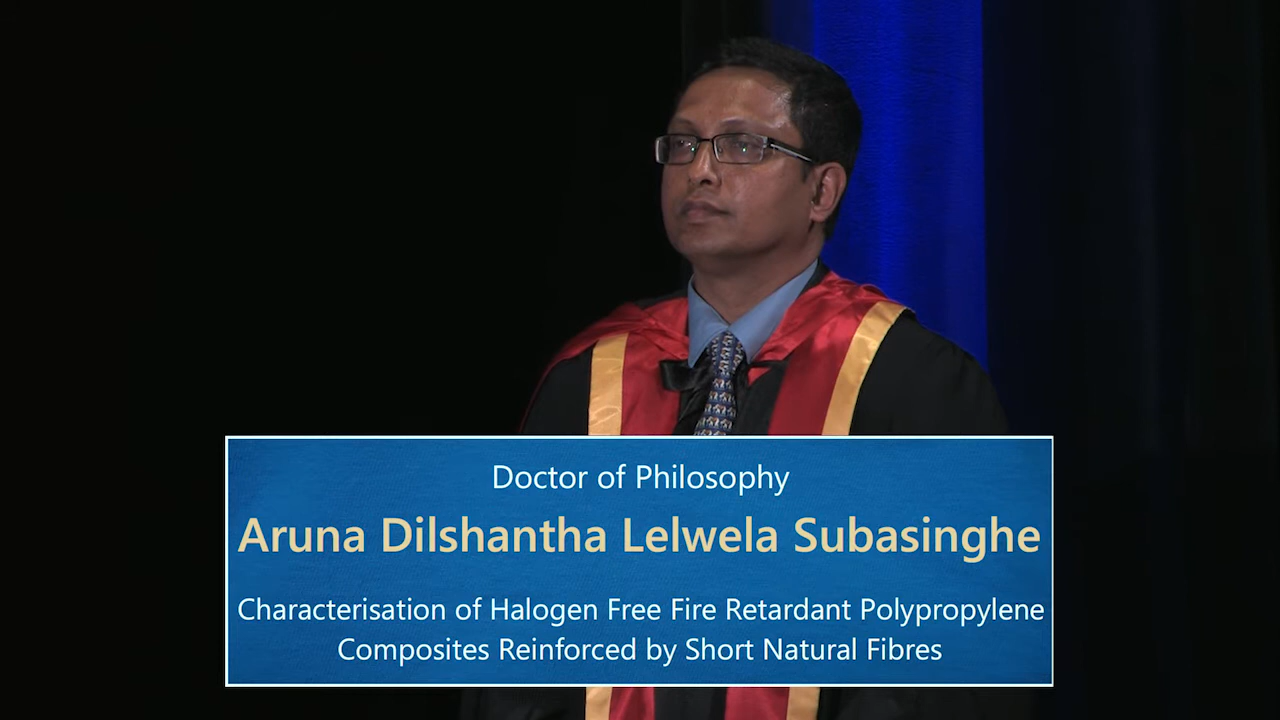 Doctor of Philosophy
Aruna Dilshantha Lelwela Subasinghe
Characterisation of Halogen Free Fire Retardant Polypropylene
Composites Reinforced by Short Natural Fibres